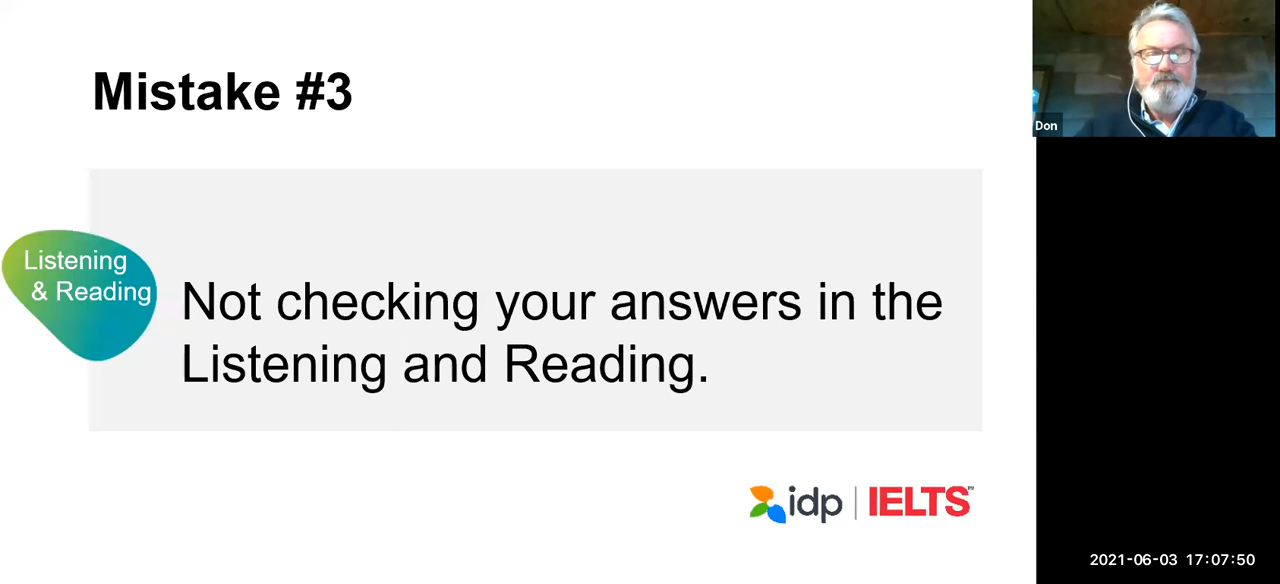 Mistake #3
Don
Listening
& Reading
Not checking your answers in the
Listening and Reading.
idp | IELTS™
2021-06-03 17:07:50